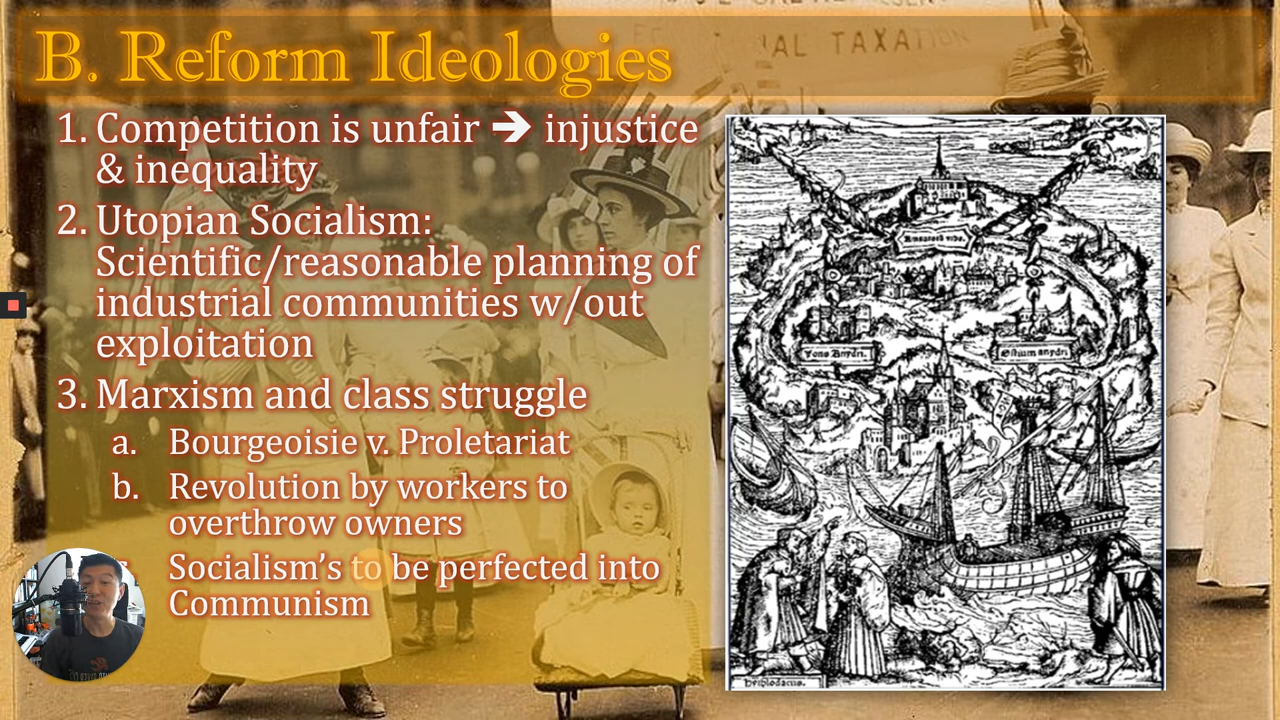 AL TAXATION
B. Reform Ideologies
1. Competition is unfair ➔ injustice
& inequality
2. Utopian Socialism:
Scientific/reasonable planning of
industrial communities w/out
exploitation
3. Marxism and class struggle
a. Bourgeoisie v. Proletariat
b. Revolution by workers to
overthrow owners
Socialism's to be perfected into
Communism